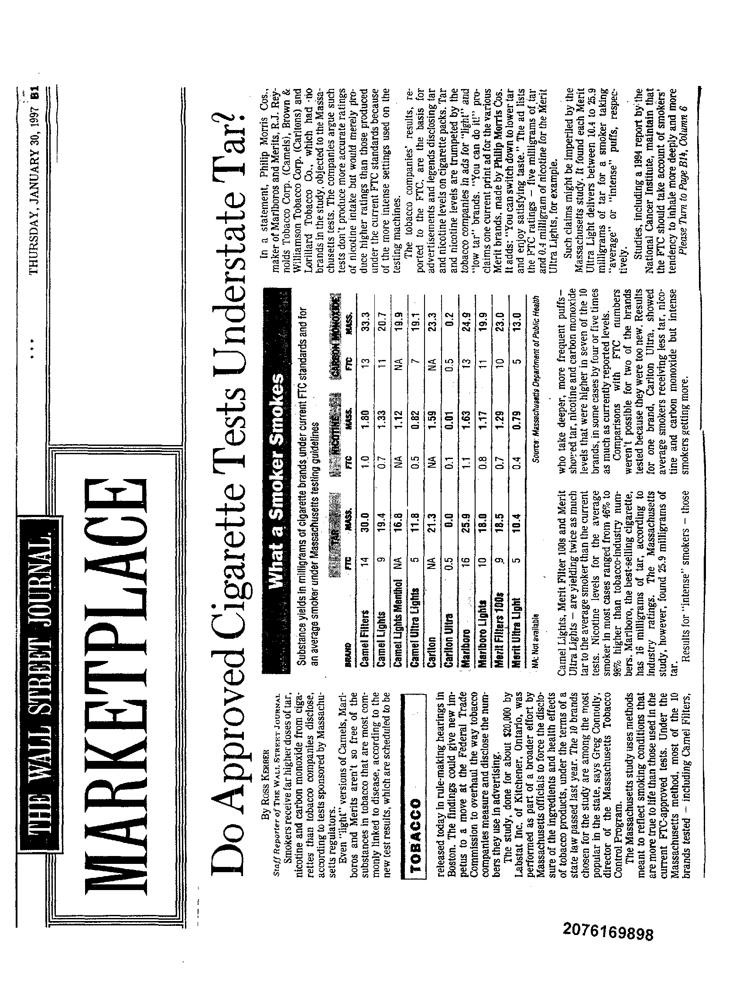 THE WALL STREET JOURNAL.
MARKETPLACE
• • •
THURSDAY, JANUARY 30, 1997 B1
Do Approved Cigarette Tests Understate Tar?
By ROSS KERBER
Staff Reporter of THE WALL STREET JOURNAL
Smokers receive far higher doses of tar,
nicotine and carbon monoxide from ciga-
rettes than tobacco companies disclose,
according to tests sponsored by Massachu-
setts regulators.
Even "light" versions of Camels, Marl-
boros and Merits aren't so free of the
substances in tobacco that are most com-
monly linked to disease, according to the
new test results, which are scheduled to be
TOBACCO
released today in rule-making hearings in
Boston. The findings could give new im-
petus to a move at the Federal Trade
Commission to overhaul the way tobacco
companies measure and disclose the num-
bers they use in advertising.
The study, done for about $20,000 by
Labstat Inc. of Kitchener, Ontario, was
performed as part of a broader effort by
Massachusetts officials to force the disclo-
sure of the ingredients and health effects
of tobacco products, under the terms of a
state law passed last year. The 10 brands
chosen for the study are among the most
popular in the state, says Greg Connolly,
director of the Massachusetts Tobacco
Control Program.
The Massachusetts study uses methods
meant to reflect smoking conditions that
are more true to life than those used in the
current FTC-approved tests. Under the
Massachusetts method, most of the 10
brands tested – including Camel Filters,
What a Smoker Smokes
Substance yields in milligrams of cigarette brands under current FTC standards and for
an average smoker under Massachusetts testing guidelines
TAR NICOTINE CARBON MONOXIDE
BRAND FTC MASS. FTC MASS. FTC MASS.
Camel Filters 14 30.0 1.0 1.80 13 33.3
Camel Lights 9 19.4 0.7 1.33 11 20.7
Camel Lights Menthol NA 16.8 NA 1.12 NA 19.9
Camel Ultra Lights 5 11.8 0.5 0.82 7 19.1
Carlton NA 21.3 NA 1.59 NA 23.3
Carlton Ultra 0.5 0.0 0.1 0.01 0.5 0.2
Marlboro 16 25.9 1.1 1.63 13 24.9
Marlboro Lights 10 18.0 0.8 1.17 11 19.9
Merit Filters 100s 9 18.5 0.7 1.29 10 23.0
Merit Ultra Light 5 10.4 0.4 0.79 5 13.0
NA: Not available
Source: Massachusetts Department of Public Health
Camel Lights, Merit Filter 100s and Merit
Ultra Lights – are yielding twice as much
tar to the average smoker than the current
tests. Nicotine levels for the average
smoker in most cases ranged from 46% to
98% higher than tobacco-industry num-
bers. Marlboro, the best-selling cigarette,
has 16 milligrams of tar, according to
industry ratings. The Massachusetts
study, however, found 25.9 milligrams of
tar.
Results for "intense" smokers – those
who take deeper, more frequent puffs –
showed tar, nicotine and carbon monoxide
levels that were higher in seven of the 10
brands, in some cases by four or five times
as much as currently reported levels.
Comparisons with FTC numbers
weren't possible for two of the brands
tested because they were too new. Results
for one brand, Carlton Ultra, showed
average smokers receiving less tar, nico-
tine and carbon monoxide but intense
smokers getting more.
In a statement, Philip Morris Cos.,
maker of Marlboros and Merits, R.J. Rey-
nolds Tobacco Corp. (Camels), Brown &
Williamson Tobacco Corp. (Carltons) and
Lorillard Tobacco Co., which had no
brands in the study, objected to the Massa-
chusetts tests. The companies argue such
tests don't produce more accurate ratings
of nicotine intake but would merely pro-
duce higher ratings than those produced
under the current FTC standards because
of the more intense settings used on the
testing machines.
The tobacco companies' results, re-
ported to the FTC, are the basis for
advertisements and legends disclosing tar
and nicotine levels on cigarette packs. Tar
and nicotine levels are trumpeted by the
tobacco companies in ads for "light" and
"low tar" brands. "You can do it!" pro-
claims one current print ad for the various
Merit brands, made by Philip Morris Cos.
It adds: "You can switch down to lower tar
and enjoy satisfying taste." The ad lists
the FTC ratings – five milligrams of tar
and 0.4 milligram of nicotine for the Merit
Ultra Lights, for example.
Such claims might be imperiled by the
Massachusetts study. It found each Merit
Ultra Light delivers between 10.4 to 25.9
milligrams of tar for a smoker taking
"average" or "intense" puffs, respec-
tively.
Studies, including a 1994 report by the
National Cancer Institute, maintain that
the FTC should take account of smokers'
tendency to inhale more deeply and more
Please Turn to Page B14, Column 6
2076169898